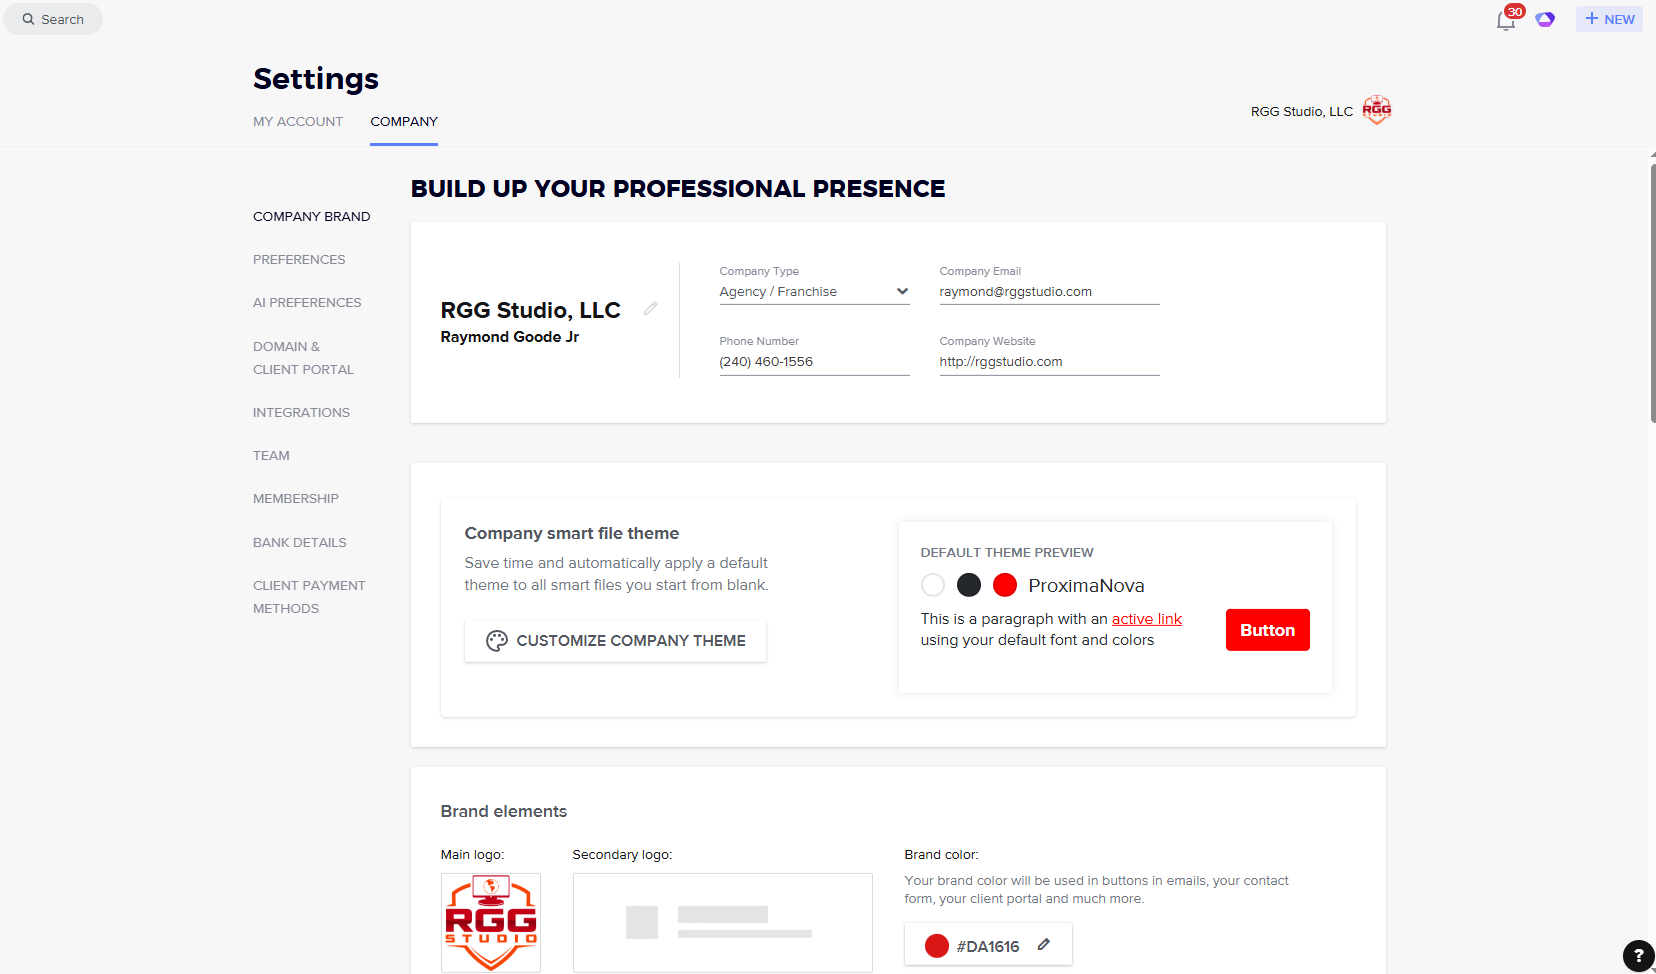 Search
30
NEW
Settings
MY ACCOUNT
COMPANY
RGG Studio, LLC
RGG
STUDIO
BUILD UP YOUR PROFESSIONAL PRESENCE
COMPANY BRAND
PREFERENCES
AI PREFERENCES
DOMAIN &
CLIENT PORTAL
INTEGRATIONS
TEAM
MEMBERSHIP
BANK DETAILS
CLIENT PAYMENT
METHODS
RGG Studio, LLC
Raymond Goode Jr
Company Type
Agency / Franchise
Company Email
raymond@rggstudio.com
Phone Number
(240) 460-1556
Company Website
http://rggstudio.com
Company smart file theme
Save time and automatically apply a default
theme to all smart files you start from blank.
CUSTOMIZE COMPANY THEME
DEFAULT THEME PREVIEW
ProximaNova
This is a paragraph with an active link
using your default font and colors
Button
Brand elements
Main logo:
RGG
STUDIO
Secondary logo:
Brand color:
Your brand color will be used in buttons in emails, your contact
form, your client portal and much more.
#DA1616
?